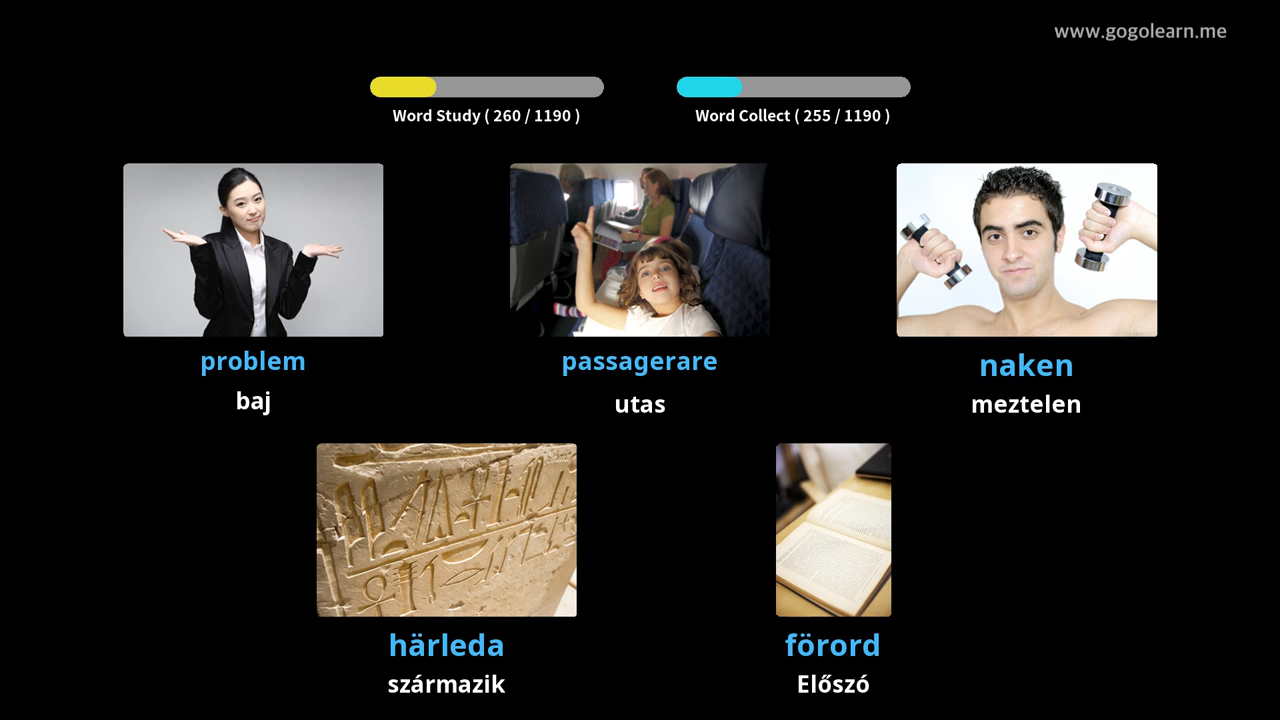 www.gogolearn.me
Word Study ( 260 / 1190 )
Word Collect ( 255 / 1190 )
problem
baj
passagerare
utas
naken
meztelen
härleda
származik
förord
Előszó